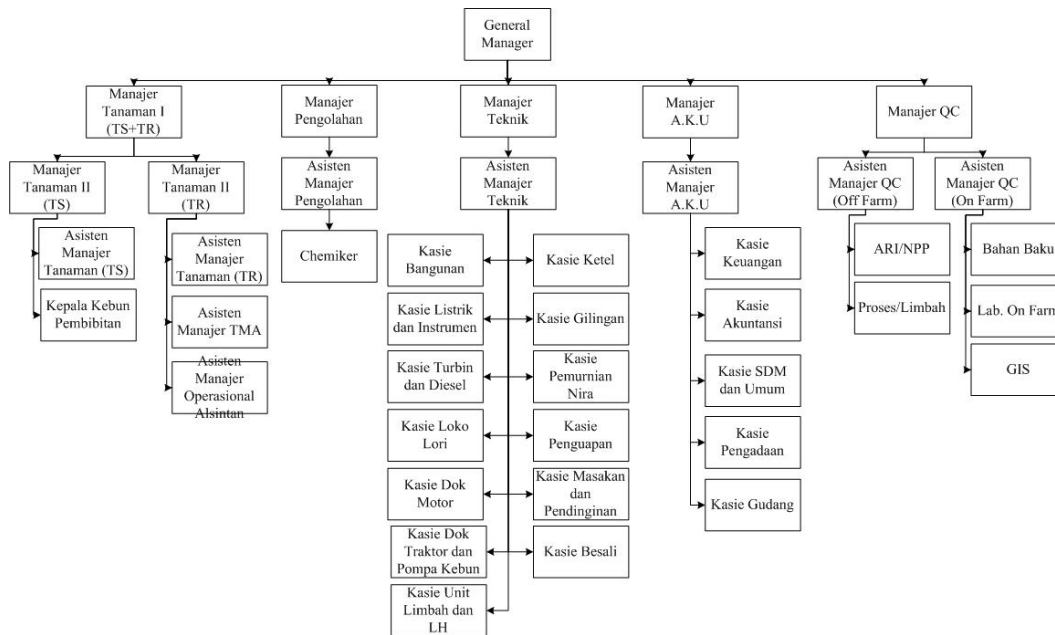 General
Manager
Manajer
Tanaman I
(TS+TR)
Manajer
Pengolahan
Manajer
Teknik
Manajer
A.K.U
Manajer QC
Manajer
Tanaman II
(TS)
Manajer
Tanaman II
(TR)
Asisten
Manajer
Pengolahan
Asisten
Manajer
Teknik
Asisten
Manajer
A.K.U
Asisten
Manajer QC
(Off Farm)
Asisten
Manajer QC
(On Farm)
Asisten
Manajer
Tanaman (TS)
Kepala Kebun
Pembibitan
Asisten
Manajer
Tanaman (TR)
Asisten
Manajer TMA
Asisten
Manajer
Operasional
Alsintan
Chemiker
Kasie
Bangunan
Kasie Ketel
Kasie Listrik
dan Instrumen
Kasie Gilingan
Kasie Turbin
dan Diesel
Kasie
Pemurnian
Nira
Kasie Loko
Lori
Kasie
Penguapan
Kasie Dok
Motor
Kasie Masakan
dan
Pendinginan
Kasie Dok
Traktor dan
Pompa Kebun
Kasie Besali
Kasie Unit
Limbah dan
LH
Kasie
Keuangan
Kasie
Akuntansi
Kasie SDM
dan Umum
Kasie
Pengadaan
Kasie Gudang
ARI/NPP
Proses/Limbah
Bahan Baku
Lab. On Farm
GIS